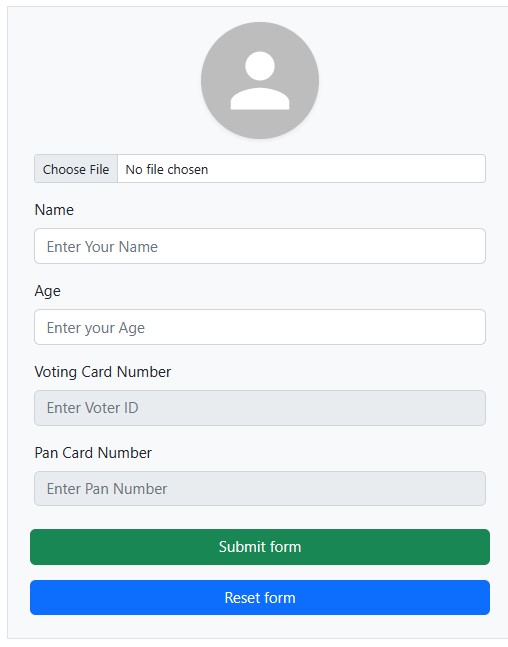 Choose File No file chosen
Name
Enter Your Name
Age
Enter your Age
Voting Card Number
Enter Voter ID
Pan Card Number
Enter Pan Number
Submit form
Reset form